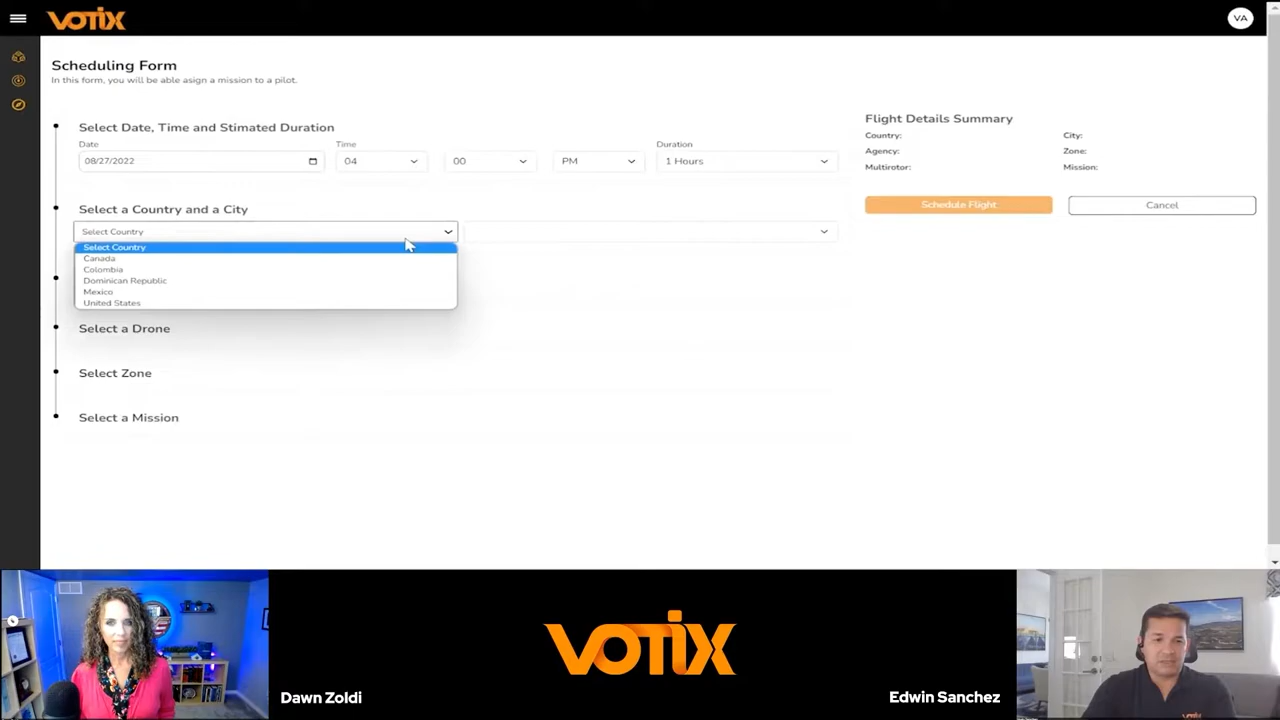 VOTIX
VA
Scheduling Form
In this form, you will be able asign a mission to a pilot.
Select Date, Time and Stimated Duration
Date
Time
Duration
08/27/2022
04
00
PM
1 Hours
Select a Country and a City
Select Country
Select Country
Canada
Colombia
Dominican Republic
Mexico
United States
Select a Drone
Select Zone
Select a Mission
Flight Details Summary
Country:
City:
Agency:
Zone:
Multirotor:
Mission:
Schedule Flight
Cancel
VOTIX
Dawn Zoldi
Edwin Sanchez
VOTIX